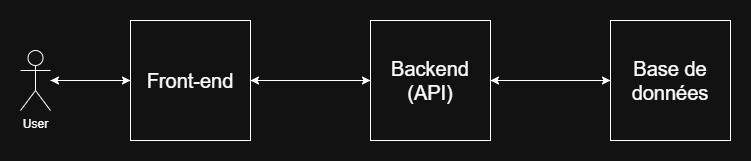 User
Front-end
Backend
(API)
Base de
données